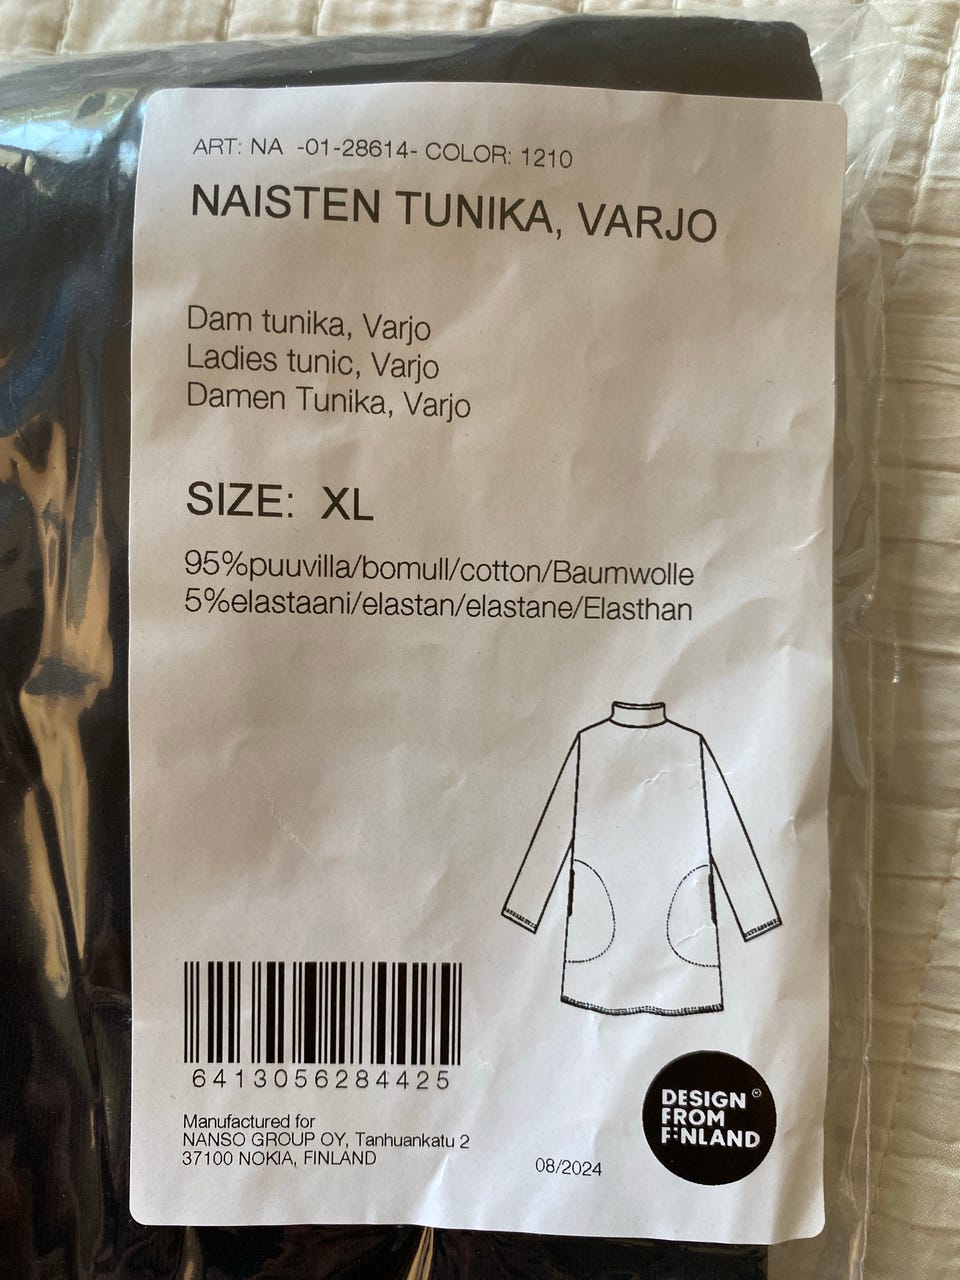 ART: NA -01-28614- COLOR: 1210
NAISTEN TUNIKA, VARJO
Dam tunika, Varjo
Ladies tunic, Varjo
Damen Tunika, Varjo
SIZE: XL
95%puuvilla/bomull/cotton/Baumwolle
5%elastaani/elastan/elastane/Elasthan
6413056284425
Manufactured for
NANSO GROUP OY, Tanhuankatu 2
37100 NOKIA, FINLAND
08/2024
DESIGN ®
FROM
FINLAND